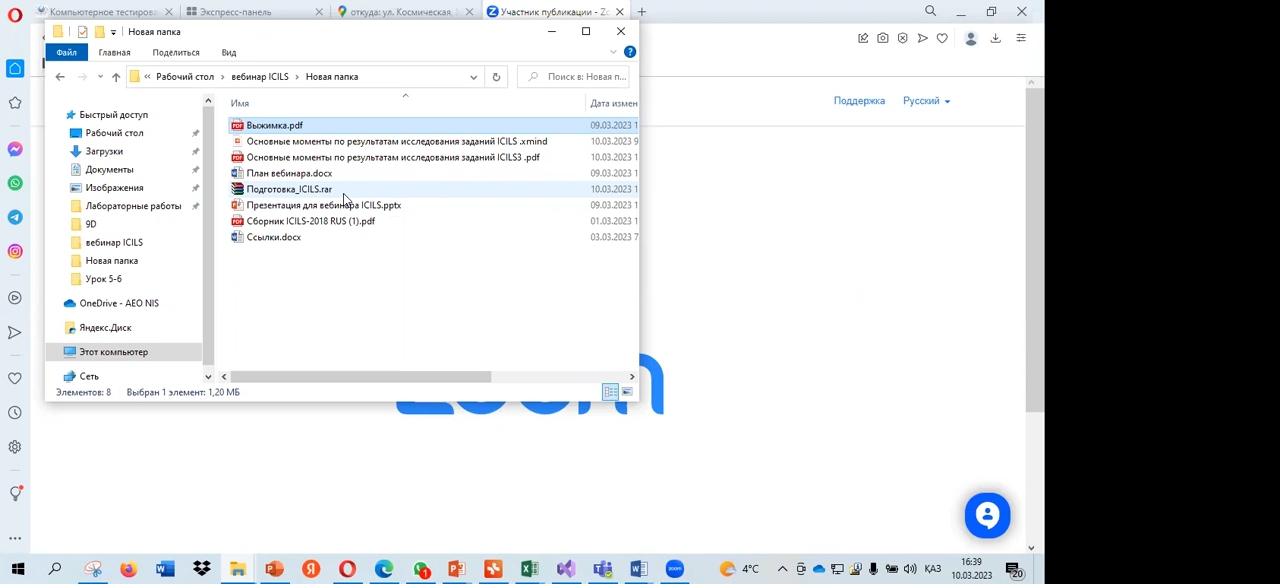 Компьютерное тестиров
Экспресс-панель
откуда: ул. Космическая,
Участник публикации - Zo
Новая папка
Файл
Главная
Поделиться
Вид
« Рабочий стол › вебинар ICILS › Новая папка
Поиск в: Новая п...
Поддержка
Русский
Имя
Дата измен
Быстрый доступ
Рабочий стол
Загрузки
Документы
Изображения
Лабораторные работы
9D
вебинар ICILS
Новая папка
Урок 5-6
OneDrive - AEO NIS
Яндекс.Диск
Этот компьютер
Сеть
Выжимка.pdf 09.03.2023 1
Основные моменты по результатам исследования заданий ICILS .xmind 10.03.2023 9
Основные моменты по результатам исследования заданий ICILS3 .pdf 10.03.2023 1
План вебинара.docx 09.03.2023 1
Подготовка_ICILS.rar 10.03.2023 1
Презентация для вебинара ICILS.pptx 09.03.2023 1
Сборник ICILS-2018 RUS (1).pdf 01.03.2023 1
Ссылки.docx 03.03.2023 7
Элементов: 8
Выбран 1 элемент: 1,20 МБ
4°C
ҚАЗ
16:39
10.03.2023
20